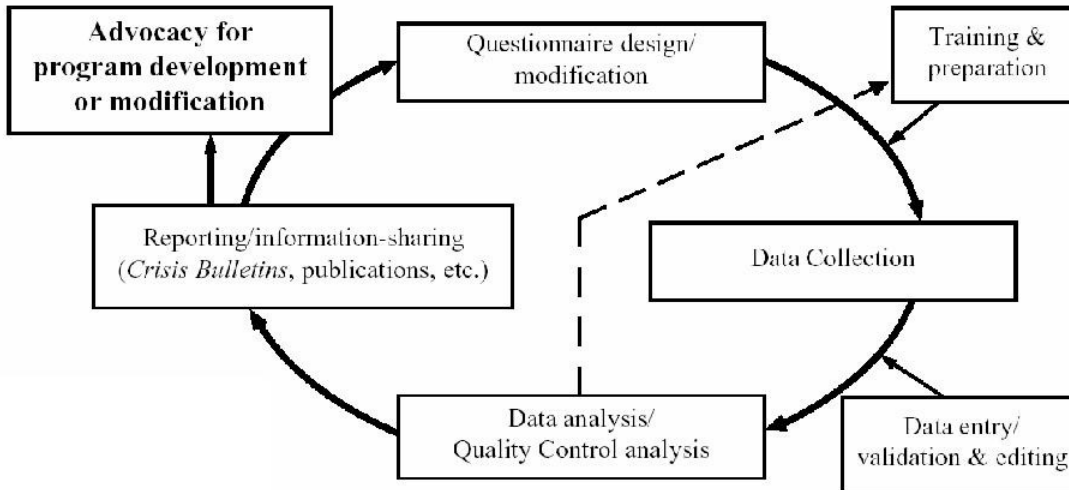 Advocacy for
program development
or modification
Questionnaire design/
modification
Training &
preparation
Reporting/information-sharing
(Crisis Bulletins, publications, etc.)
Data Collection
Data analysis/
Quality Control analysis
Data entry/
validation & editing